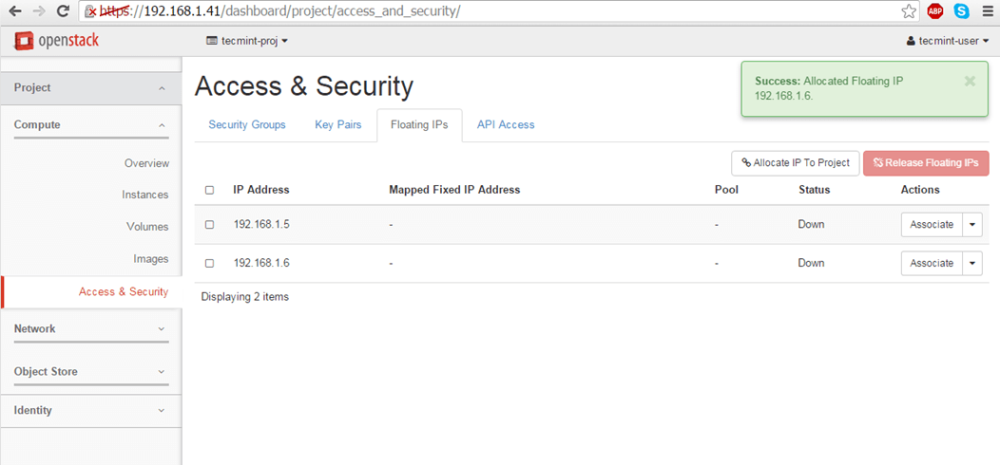 https://192.168.1.41/dashboard/project/access_and_security/
ABP
openstack
tecmint-proj
tecmint-user
Success: Allocated Floating IP
192.168.1.6.
Project
Compute
Overview
Instances
Volumes
Images
Access & Security
Network
Object Store
Identity
Access & Security
Security Groups Key Pairs Floating IPs API Access
Allocate IP To Project Release Floating IPs
IP Address Mapped Fixed IP Address Pool Status Actions
192.168.1.5 - - Down Associate
192.168.1.6 - - Down Associate
Displaying 2 items